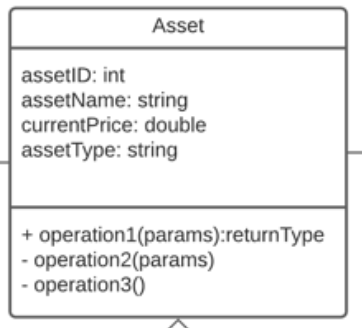 Asset
assetID: int
assetName: string
currentPrice: double
assetType: string
+ operation1(params):returnType
- operation2(params)
- operation3()